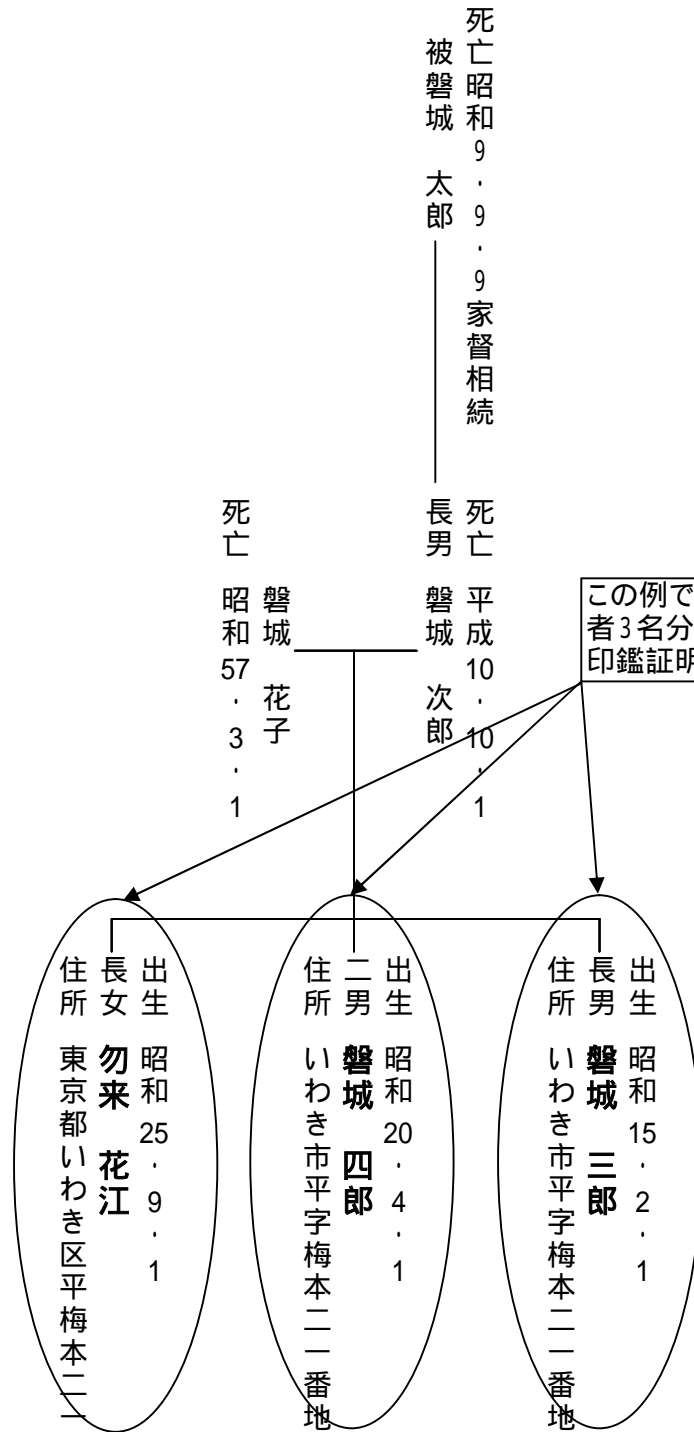 死亡昭和9・9・9家督相続
被磐城 太郎
死亡 平成10・10・1
長男 磐城 次郎
磐城 花子
死亡 昭和57・3・1
この例で
者3名分
印鑑証明
出生 昭和15・2・1
長男 磐城 三郎
住所 いわき市平字梅本二一番地
出生 昭和20・4・1
二男 磐城 四郎
住所 いわき市平字梅本二一番地
出生 昭和25・9・1
長女 勿来 花江
住所 東京都いわき区平梅本二一